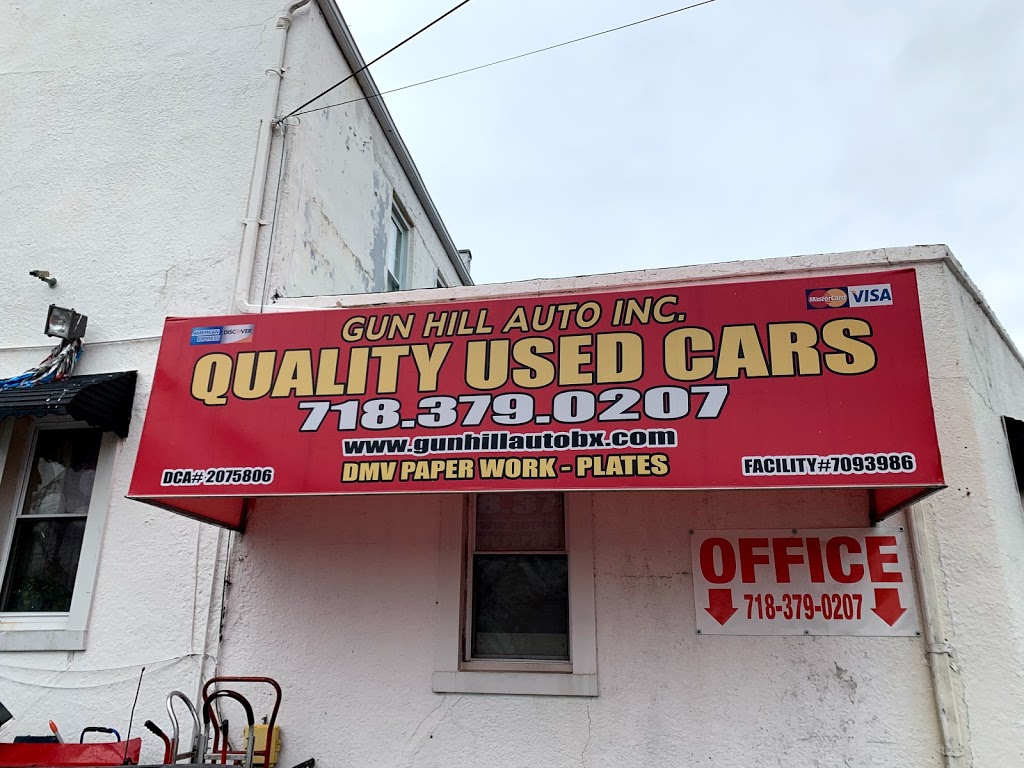 GUN HILL AUTO INC.
AMERICAN EXPRESS DISCOVER
MasterCard VISA
QUALITY USED CARS
718.379.0207
www.gunhillautobx.com
DMV PAPER WORK - PLATES
DCA# 2075806
FACILITY#7093986
OFFICE
718-379-0207